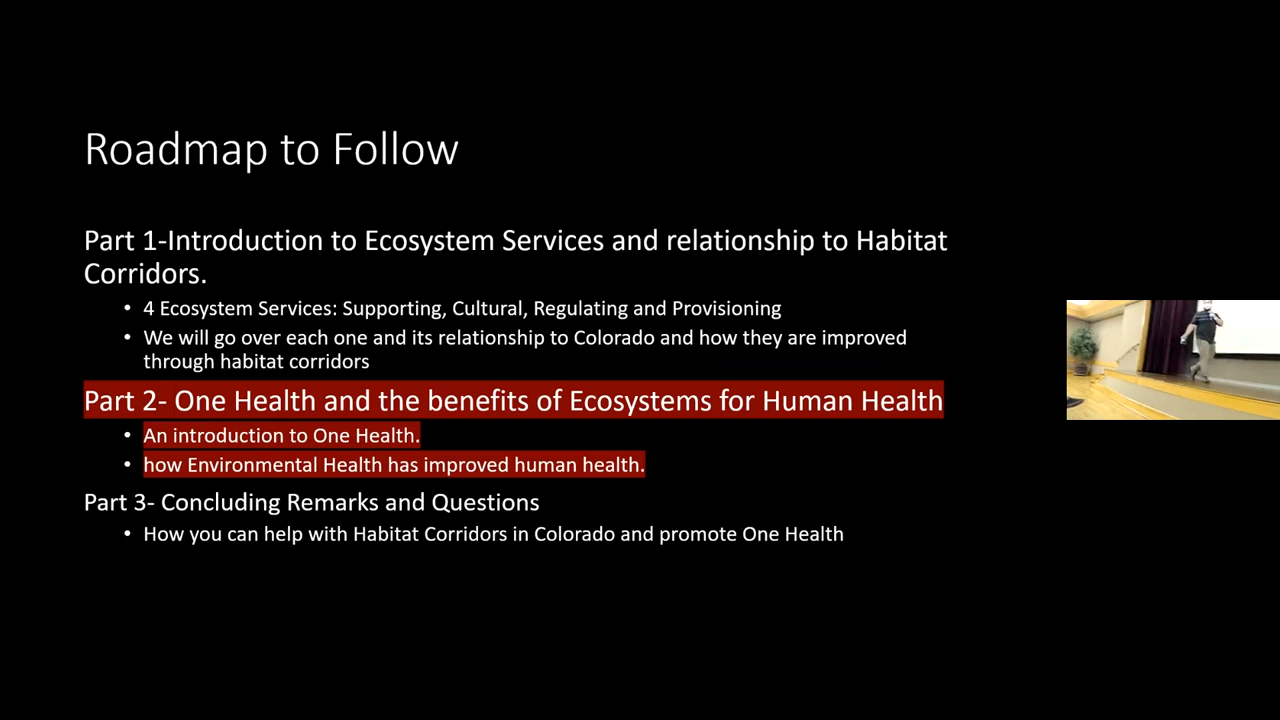 Roadmap to Follow
Part 1-Introduction to Ecosystem Services and relationship to Habitat
Corridors.
• 4 Ecosystem Services: Supporting, Cultural, Regulating and Provisioning
• We will go over each one and its relationship to Colorado and how they are improved
through habitat corridors
Part 2- One Health and the benefits of Ecosystems for Human Health
• An introduction to One Health.
• how Environmental Health has improved human health.
Part 3- Concluding Remarks and Questions
• How you can help with Habitat Corridors in Colorado and promote One Health